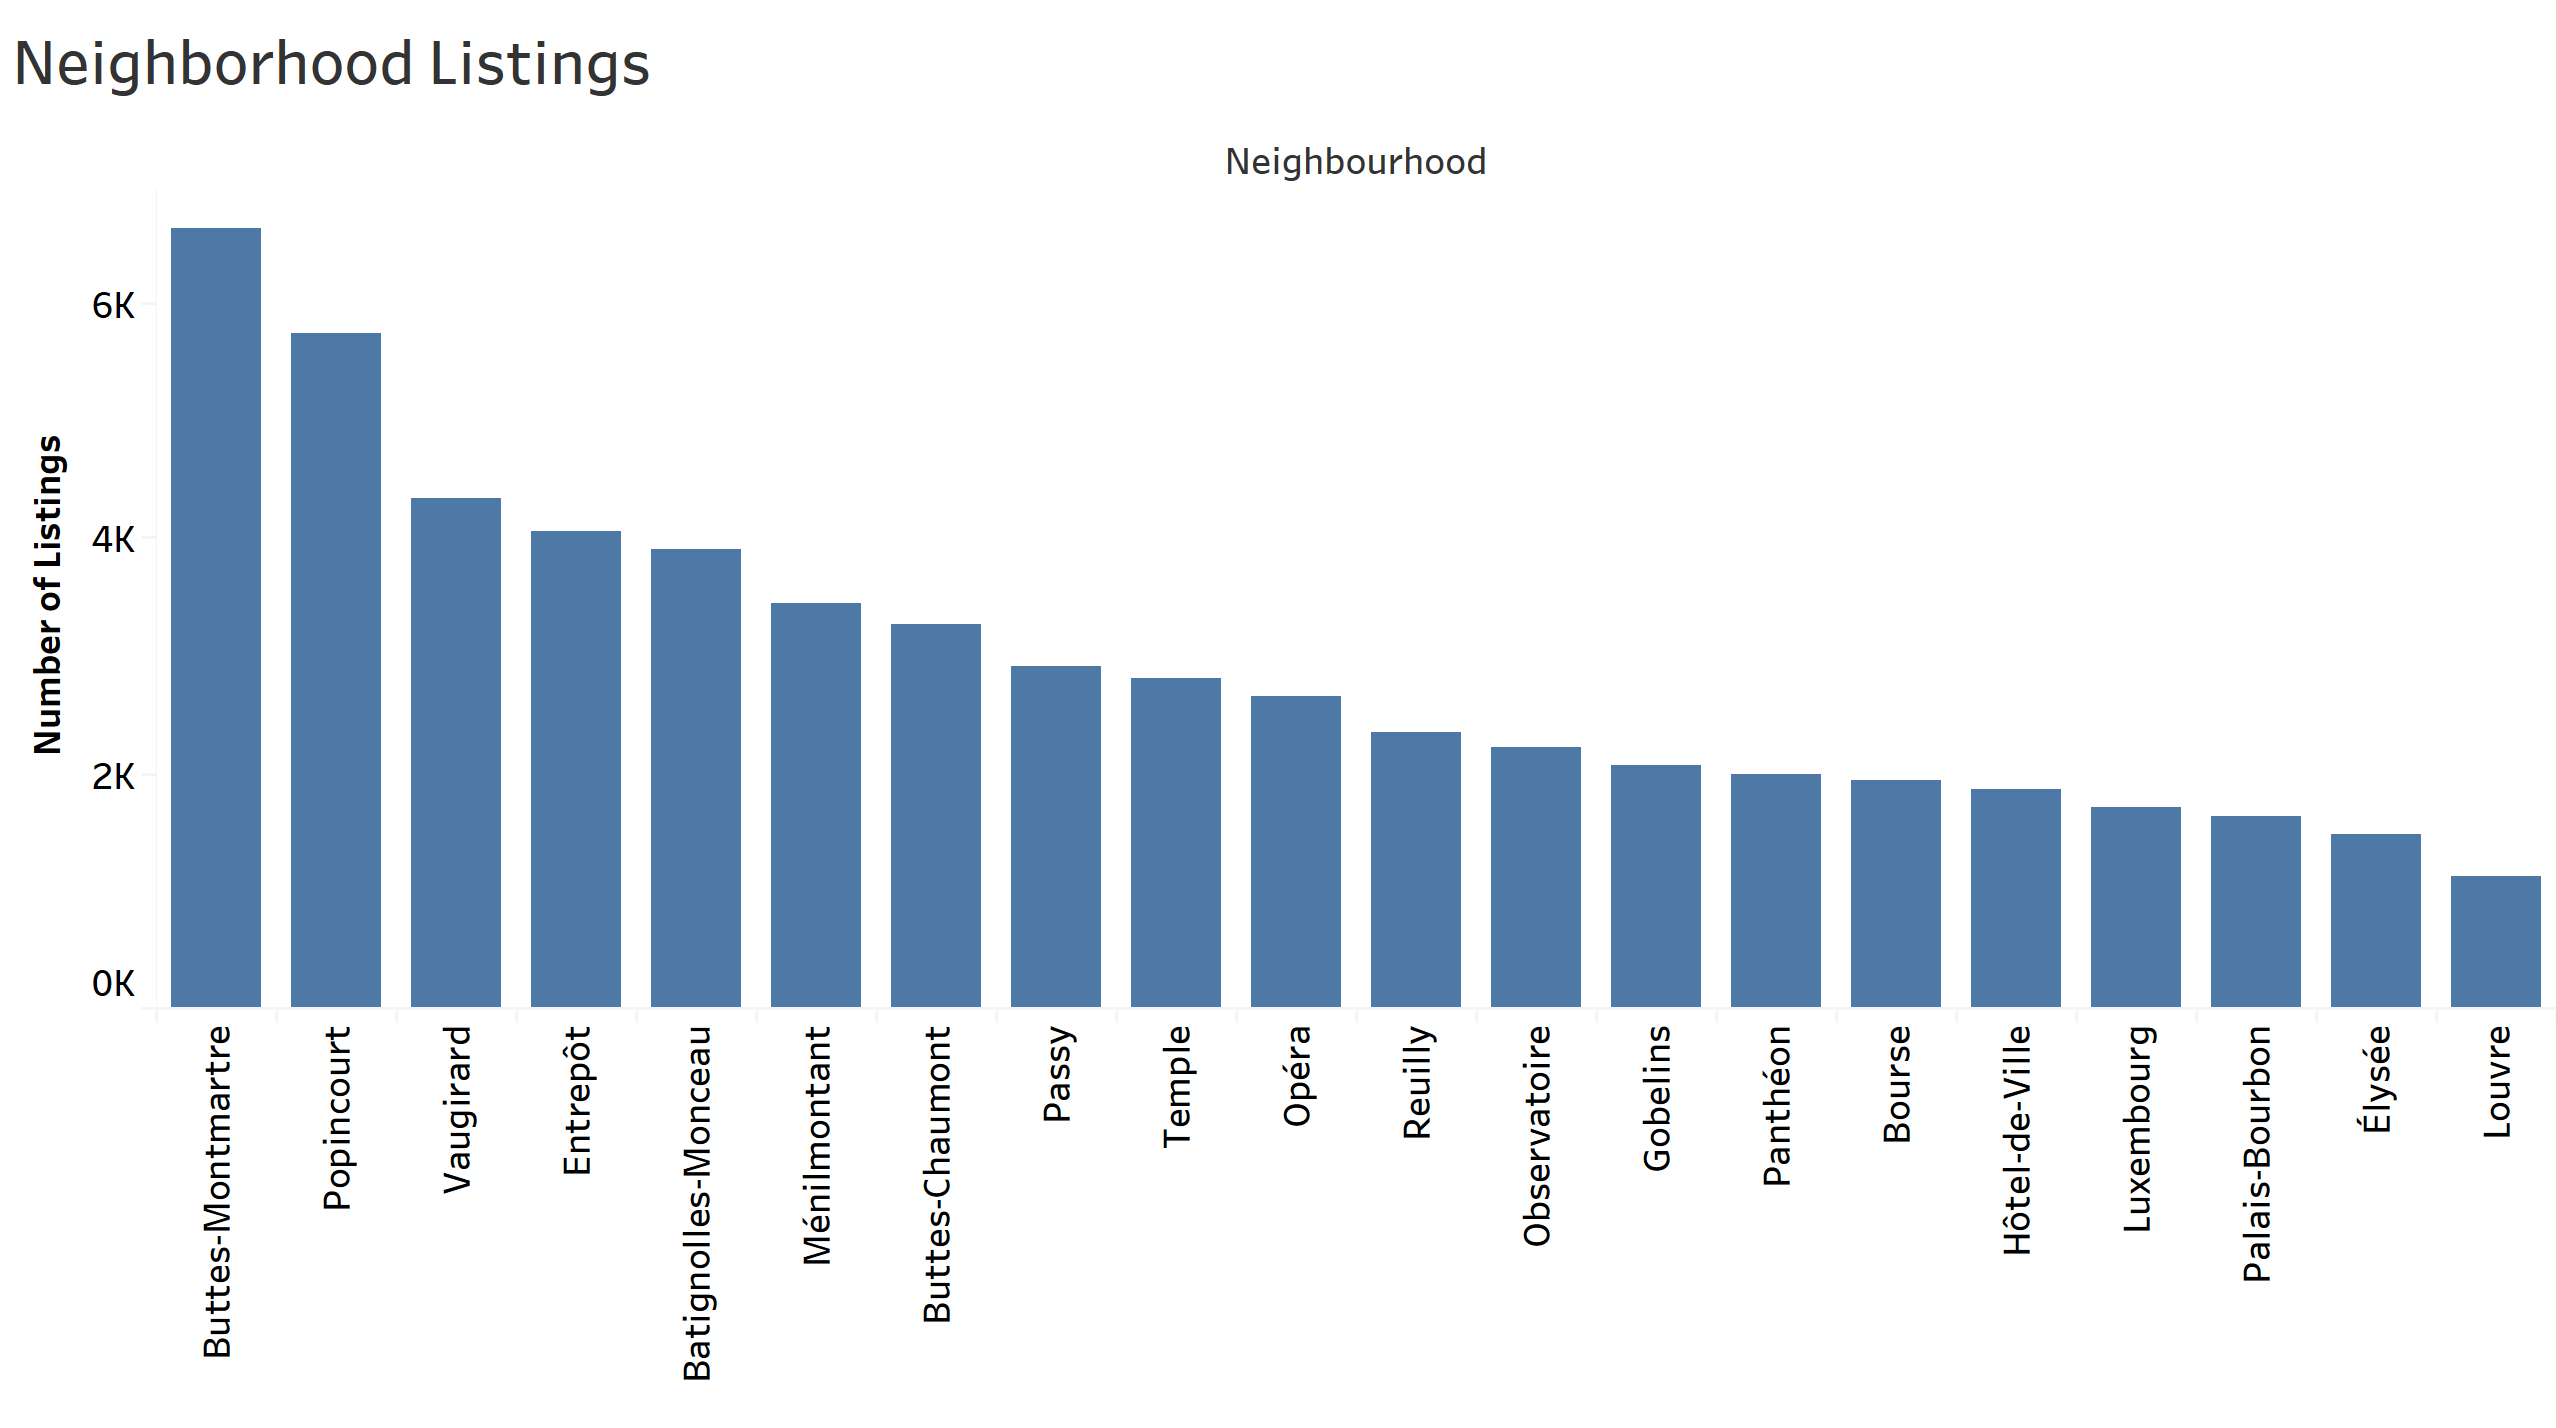 Neighborhood Listings
Neighbourhood
Number of Listings
6K
4K
2K
0K
Buttes-Montmartre
Popincourt
Vaugirard
Entrepôt
Batignolles-Monceau
Ménilmontant
Buttes-Chaumont
Passy
Temple
Opéra
Reuilly
Observatoire
Gobelins
Panthéon
Bourse
Hôtel-de-Ville
Luxembourg
Palais-Bourbon
Élysée
Louvre